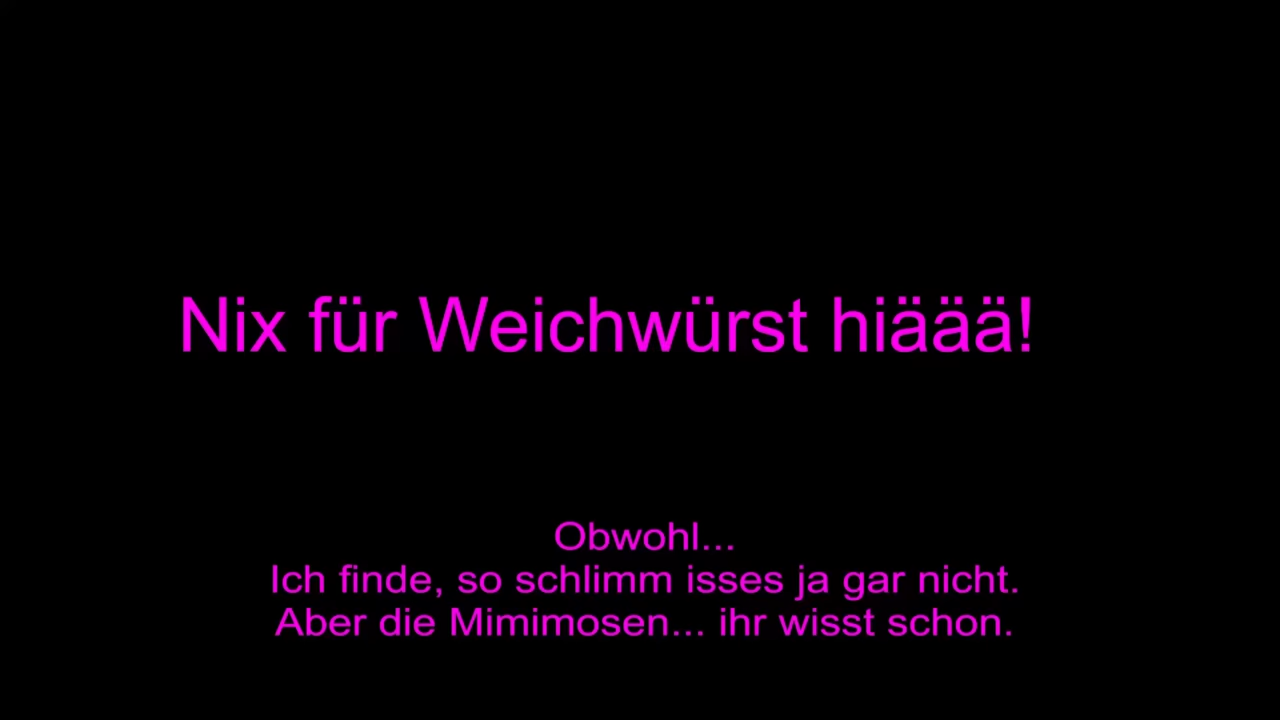 Nix für Weichwürst hiäää!
Obwohl...
Ich finde, so schlimm isses ja gar nicht.
Aber die Mimimosen... ihr wisst schon.